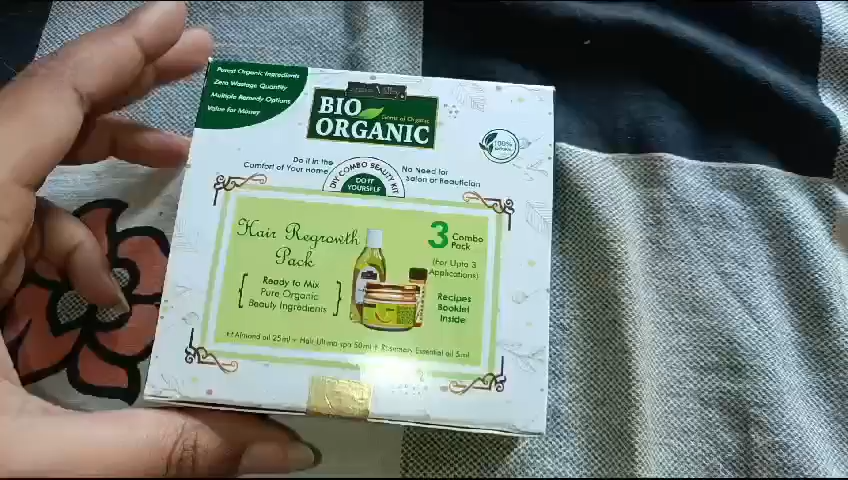 Purest Organic Ingredients
Zero Wastage Quantity
Multiple Remedy Options
Value for Money
Valley
BIO
Gems of Organic
ORGANIC
100%
Do it in the
Comfort of Your Home
DIY COMBO BEAUTY KIT
DO IT
YOURSELF
No Need for
Salon or Beautician
Hair Regrowth
Pack
3 Combo
Pack
(For Upto 3
Applications)
Ready to Mix
Pure Organic
Beauty Ingredients
Recipes
Booklet
Inside
Almond oil 25ml + Hair Ultima spa 50ml + Rosemary Essential oil 5ml